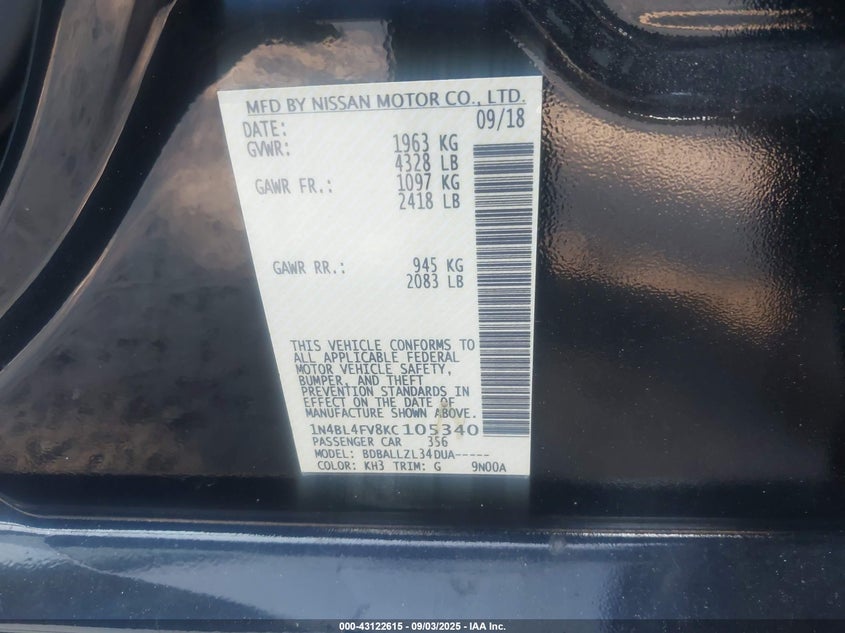 MFD BY NISSAN MOTOR CO., LTD.
DATE: 09/18
GVWR: 1963 KG
4328 LB
GAWR FR.: 1097 KG
2418 LB
GAWR RR.: 945 KG
2083 LB
THIS VEHICLE CONFORMS TO
ALL APPLICABLE FEDERAL
MOTOR VEHICLE SAFETY,
BUMPER, AND THEFT
PREVENTION STANDARDS IN
EFFECT ON THE DATE OF
MANUFACTURE SHOWN ABOVE.
1N4BL4FV8KC105340
PASSENGER CAR 356
MODEL: BDBALLZL34DUA-----
COLOR: KH3 TRIM: G 9N00A
000-43122615 - 09/03/2025 - IAA Inc.